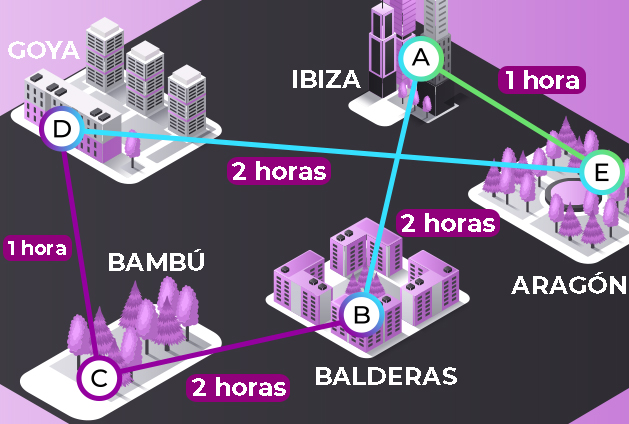 GOYA
IBIZA
A
1 hora
D
E
2 horas
2 horas
1 hora
BAMBÚ
ARAGÓN
B
C
2 horas
BALDERAS